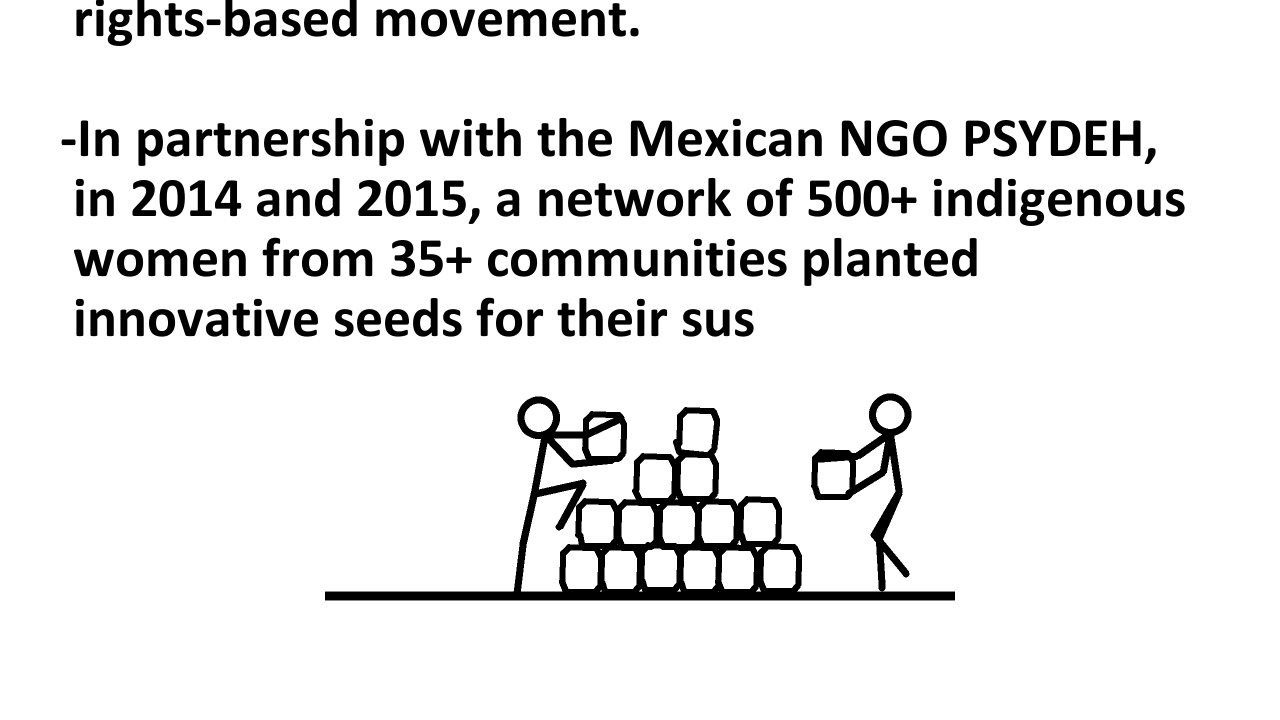 rights-based movement.
-In partnership with the Mexican NGO PSYDEH,
in 2014 and 2015, a network of 500+ indigenous
women from 35+ communities planted
innovative seeds for their sus